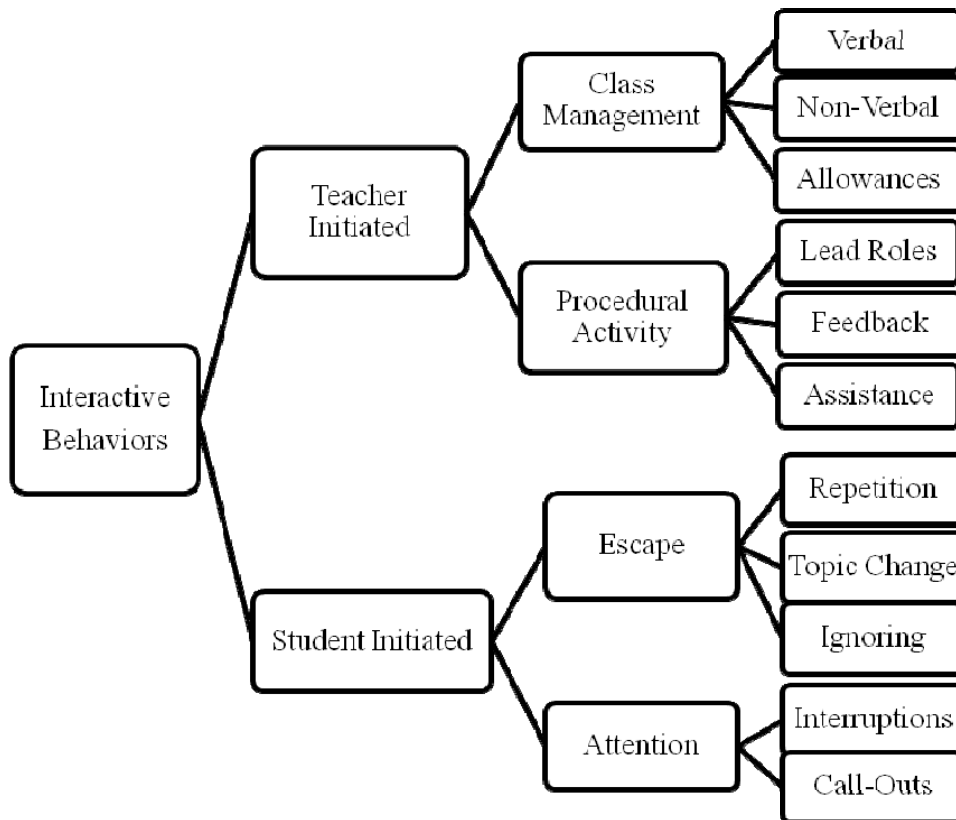 Interactive
Behaviors
Teacher
Initiated
Class
Management
Verbal
Non-Verbal
Allowances
Procedural
Activity
Lead Roles
Feedback
Assistance
Student Initiated
Escape
Repetition
Topic Change
Ignoring
Attention
Interruptions
Call-Outs